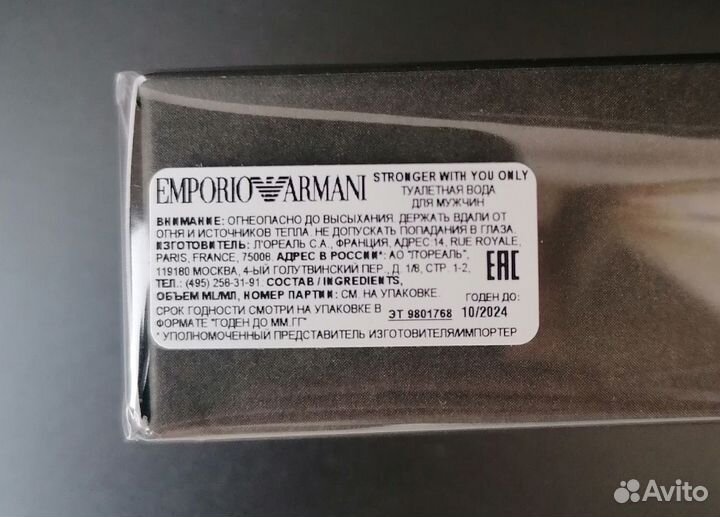 EMPORIO ARMANI
STRONGER WITH YOU ONLY
ТУАЛЕТНАЯ ВОДА
ДЛЯ МУЖЧИН
ВНИМАНИЕ: ОГНЕОПАСНО ДО ВЫСЫХАНИЯ. ДЕРЖАТЬ ВДАЛИ ОТ
ОГНЯ И ИСТОЧНИКОВ ТЕПЛА. НЕ ДОПУСКАТЬ ПОПАДАНИЯ В ГЛАЗА.
ИЗГОТОВИТЕЛЬ: Л'ОРЕАЛЬ С.А., ФРАНЦИЯ, АДРЕС 14, RUE ROYALE,
PARIS, FRANCE, 75008. АДРЕС В РОССИИ*: АО "ЛОРЕАЛЬ",
119180 МОСКВА, 4-ЫЙ ГОЛУТВИНСКИЙ ПЕР., Д. 1/8, СТР. 1-2,
ТЕЛ.: (495) 258-31-91. СОСТАВ / INGREDIENTS,
ОБЪЕМ ML/МЛ, НОМЕР ПАРТИИ: СМ. НА УПАКОВКЕ.
СРОК ГОДНОСТИ СМОТРИ НА УПАКОВКЕ В
ФОРМАТЕ "ГОДЕН ДО ММ.ГГ"
* УПОЛНОМОЧЕННЫЙ ПРЕДСТАВИТЕЛЬ ИЗГОТОВИТЕЛЯ/ИМПОРТЕР
EAC
ГОДЕН ДО:
ЭТ 9801768 10/2024
Avito